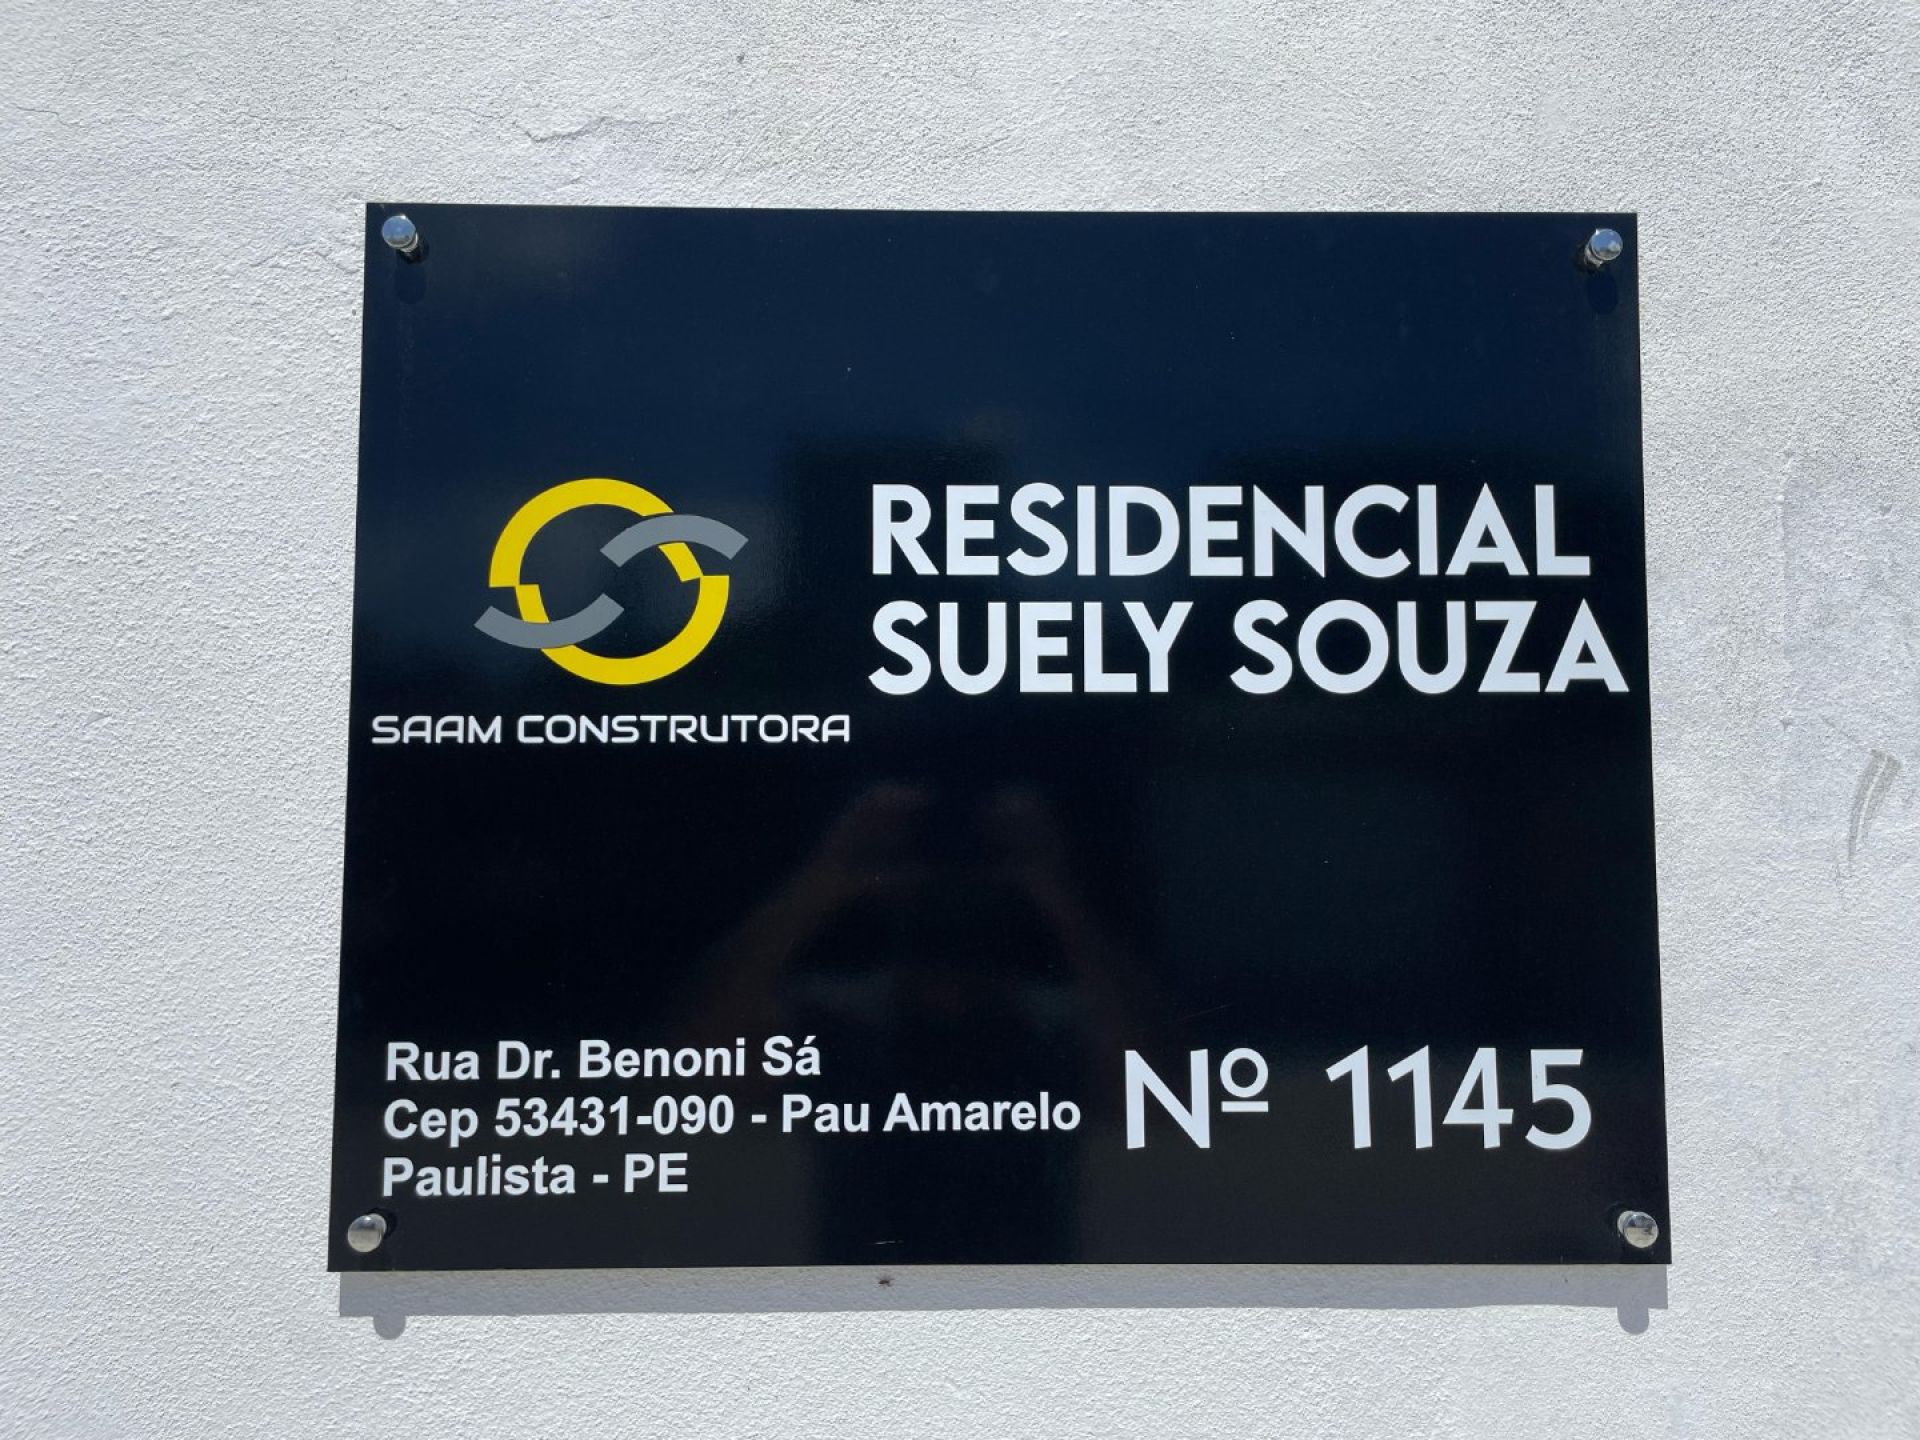 RESIDENCIAL
SUELY SOUZA
SAAM CONSTRUTORA
Rua Dr. Benoni Sá
Cep 53431-090 - Pau Amarelo
Paulista - PE
Nº 1145